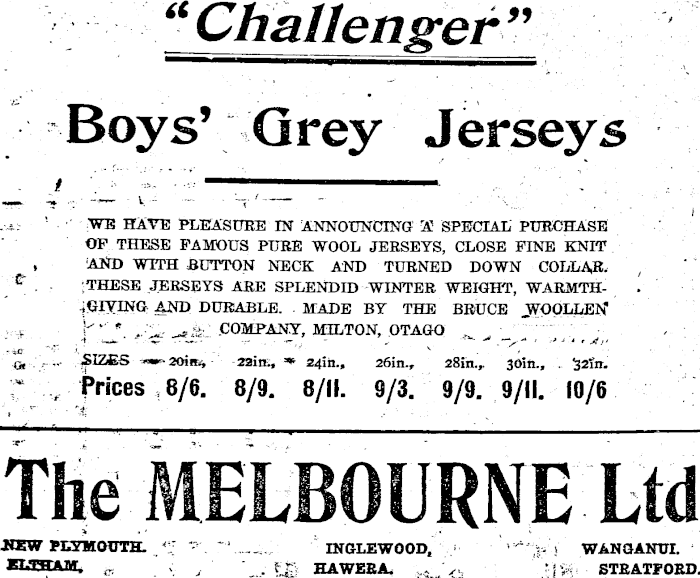 “Challenger”
Boys’ Grey Jerseys
WE HAVE PLEASURE IN ANNOUNCING A SPECIAL PURCHASE
OF THESE FAMOUS PURE WOOL JERSEYS, CLOSE FINE KNIT
AND WITH BUTTON NECK AND TURNED DOWN COLLAR.
THESE JERSEYS ARE SPLENDID WINTER WEIGHT, WARMTH-
GIVING AND DURABLE. MADE BY THE BRUCE WOOLLEN
COMPANY, MILTON, OTAGO
SIZES — 20in., 22in., 24in., 26in., 28in., 30in., 32in.
Prices 8/6. 8/9. 8/11. 9/3. 9/9. 9/11. 10/6
The MELBOURNE Ltd
NEW PLYMOUTH. INGLEWOOD, WANGANUI.
ELTHAM, HAWERA. STRATFORD.